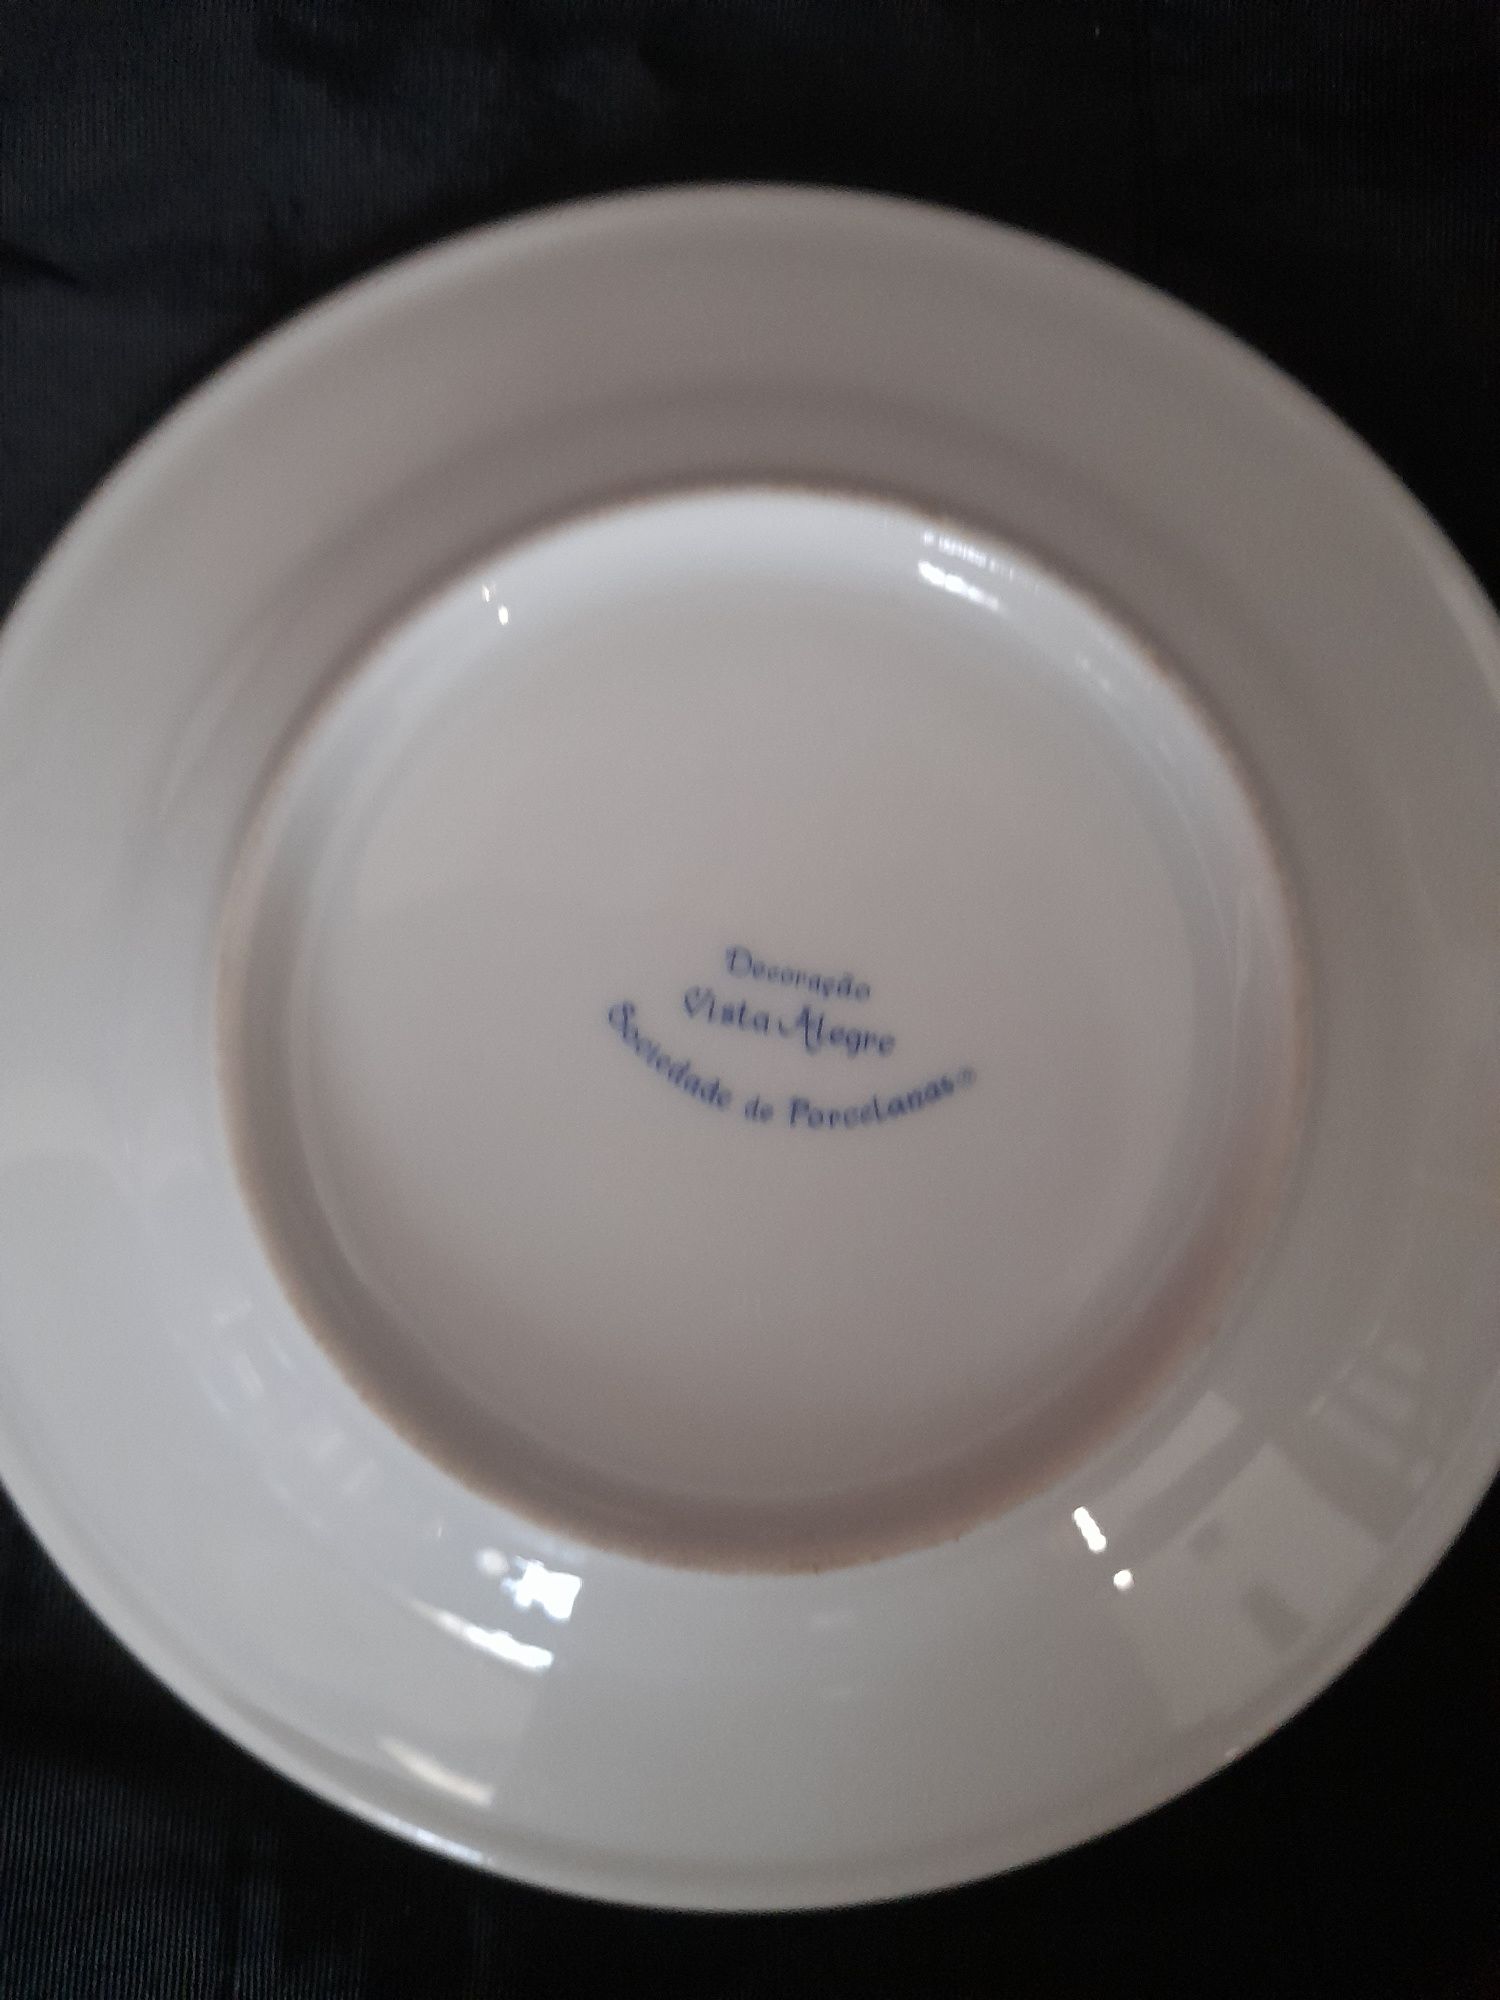 Decoração
Vista Alegre
Sociedade de Porcelanas®